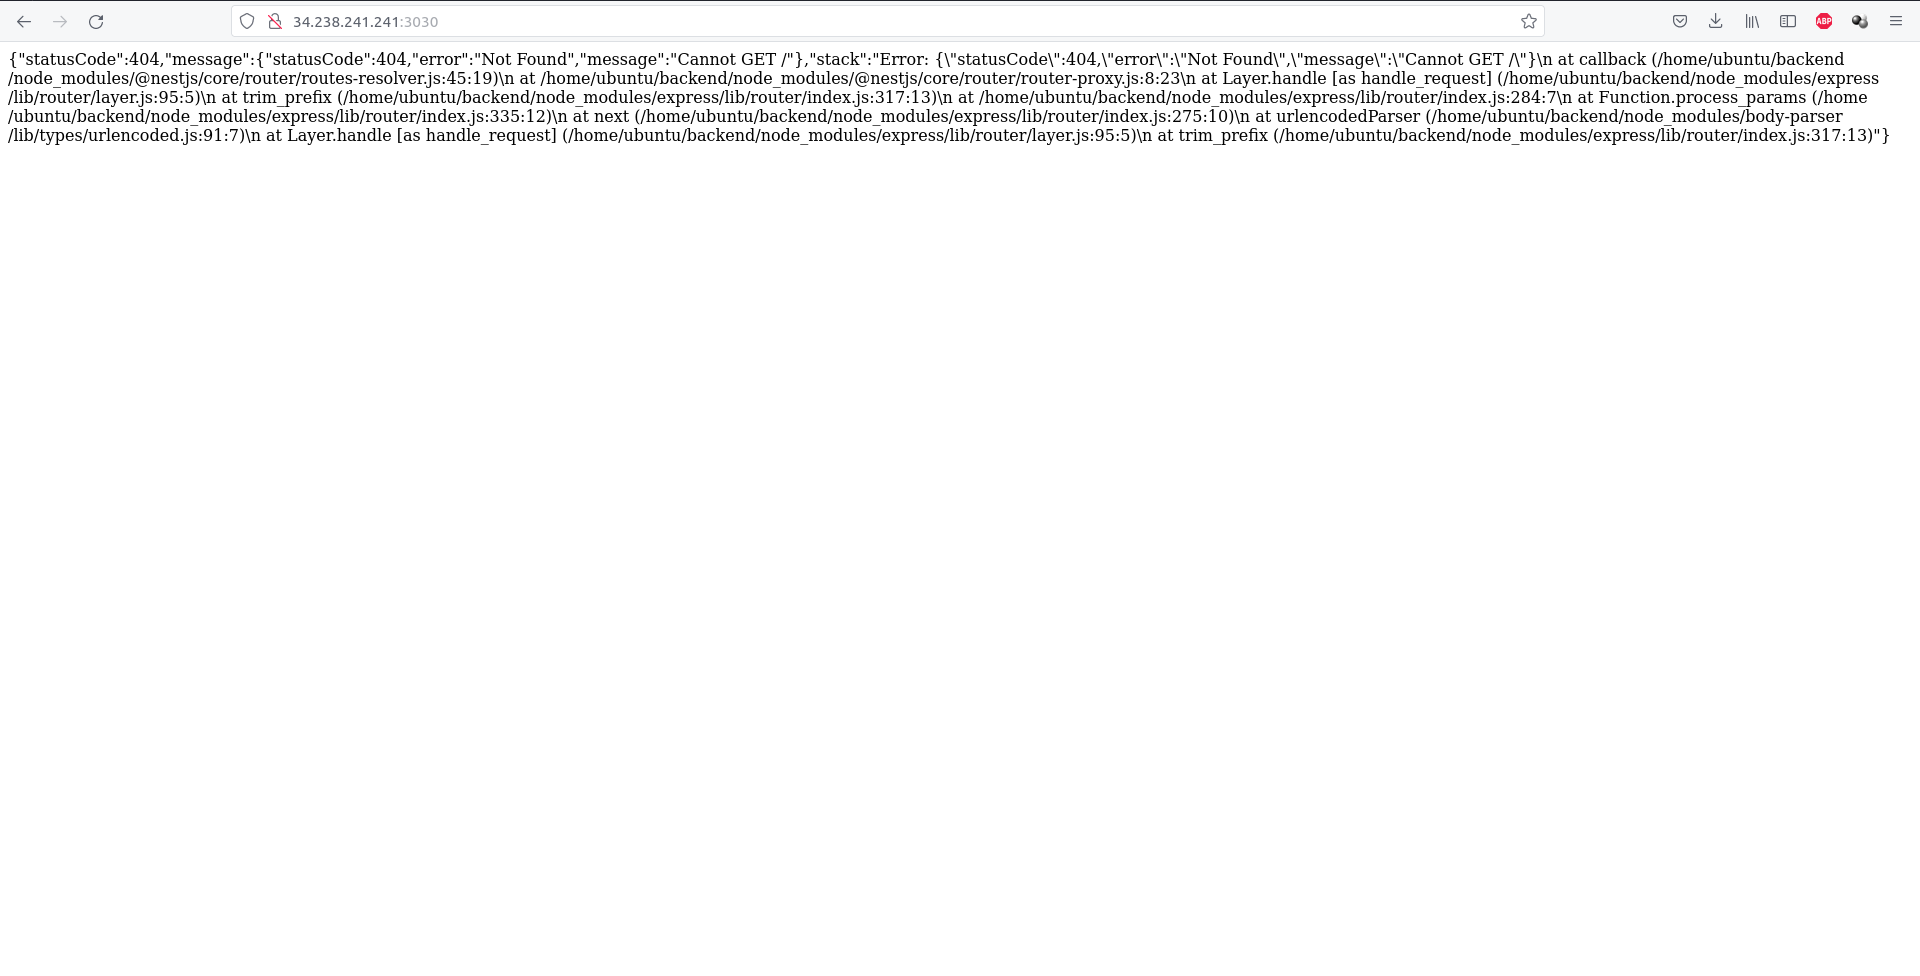 34.238.241.241:3030
ABP
{"statusCode":404,"message":{"statusCode":404,"error":"Not Found","message":"Cannot GET /"},"stack":"Error: {\"statusCode\":404,\"error\":\"Not Found\",\"message\":\"Cannot GET /\"}\n at callback (/home/ubuntu/backend
/node_modules/@nestjs/core/router/routes-resolver.js:45:19)\n at /home/ubuntu/backend/node_modules/@nestjs/core/router/router-proxy.js:8:23\n at Layer.handle [as handle_request] (/home/ubuntu/backend/node_modules/express
/lib/router/layer.js:95:5)\n at trim_prefix (/home/ubuntu/backend/node_modules/express/lib/router/index.js:317:13)\n at /home/ubuntu/backend/node_modules/express/lib/router/index.js:284:7\n at Function.process_params (/home
/ubuntu/backend/node_modules/express/lib/router/index.js:335:12)\n at next (/home/ubuntu/backend/node_modules/express/lib/router/index.js:275:10)\n at urlencodedParser (/home/ubuntu/backend/node_modules/body-parser
/lib/types/urlencoded.js:91:7)\n at Layer.handle [as handle_request] (/home/ubuntu/backend/node_modules/express/lib/router/layer.js:95:5)\n at trim_prefix (/home/ubuntu/backend/node_modules/express/lib/router/index.js:317:13)"}